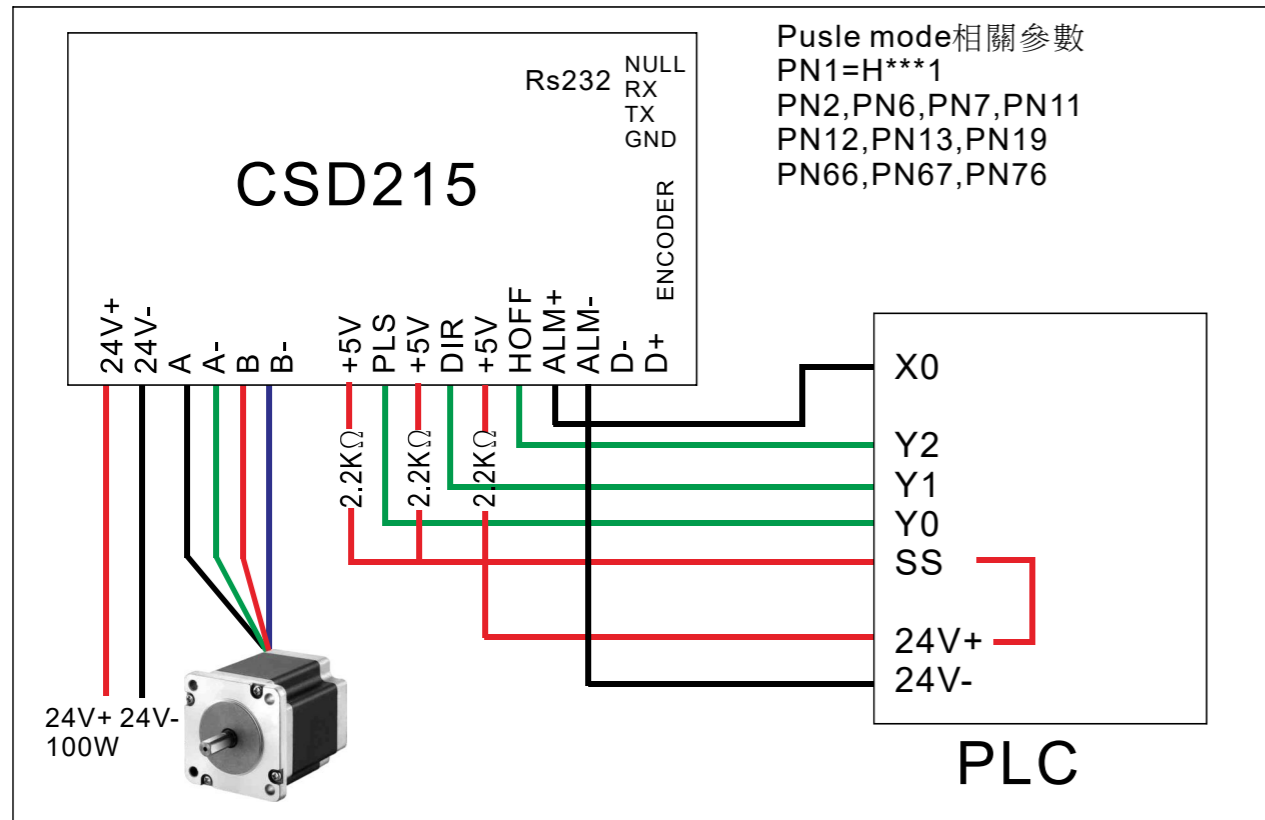 Pusle mode相關參數
PN1=H***1
PN2,PN6,PN7,PN11
PN12,PN13,PN19
PN66,PN67,PN76
Rs232
NULL
RX
TX
GND
CSD215
ENCODER
24V+
24V-
A
A-
B
B-
+5V
PLS
+5V
DIR
+5V
HOFF
ALM+
ALM-
D-
D+
2.2KΩ
2.2KΩ
2.2KΩ
X0
Y2
Y1
Y0
SS
24V+
24V-
PLC
24V+ 24V-
100W